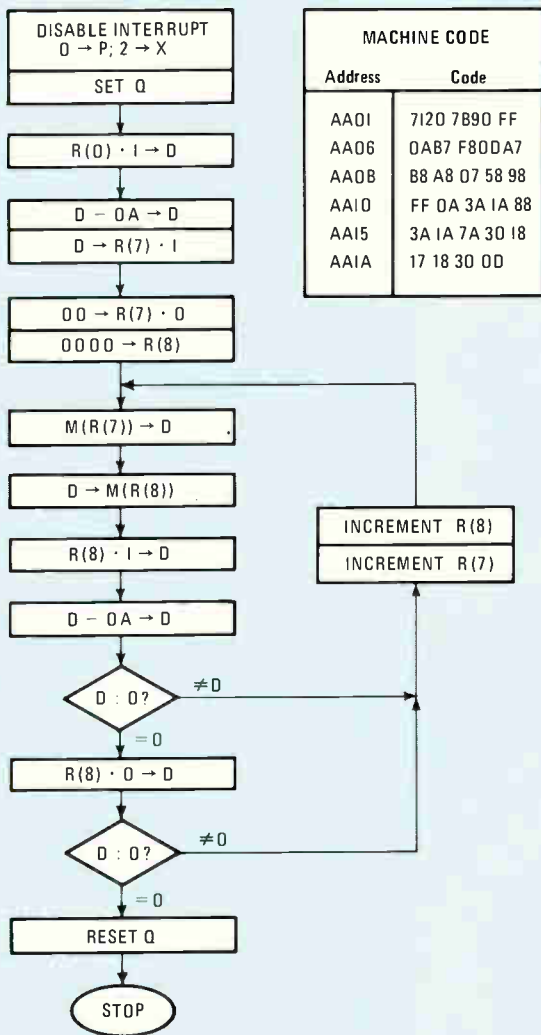 DISABLE INTERRUPT
0 → P; 2 → X
SET Q
R(0) · 1 → D
D – 0A → D
D → R(7) · 1
00 → R(7) · 0
0000 → R(8)
M(R(7)) → D
D → M(R(8))
R(8) · 1 → D
D – 0A → D
D : 0?
≠D
= 0
R(8) · 0 → D
D : 0?
≠0
= 0
RESET Q
STOP
INCREMENT R(8)
INCREMENT R(7)
MACHINE CODE
Address Code
AA01 7120 7B90 FF
AA06 0AB7 F80DA7
AA0B B8 A8 07 58 98
AA10 FF 0A 3A 1A 88
AA15 3A 1A 7A 30 18
AA1A 17 18 30 0D